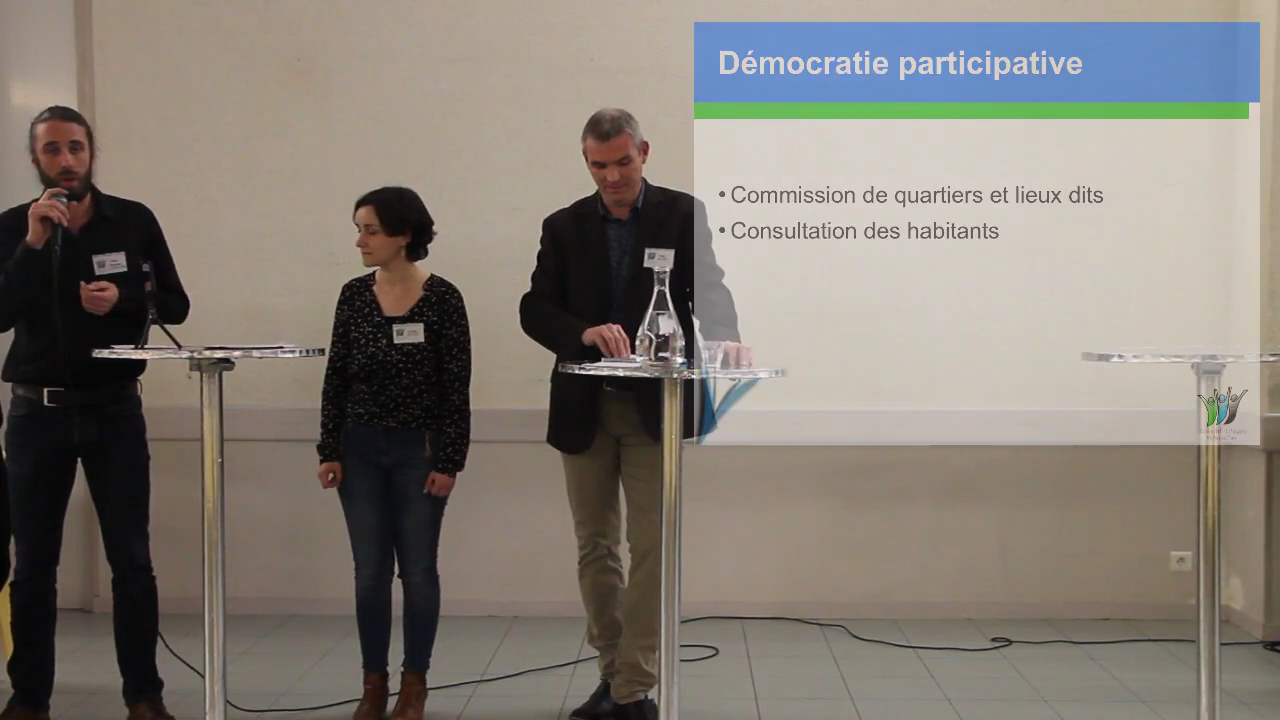 Démocratie participative
• Commission de quartiers et lieux dits
• Consultation des habitants